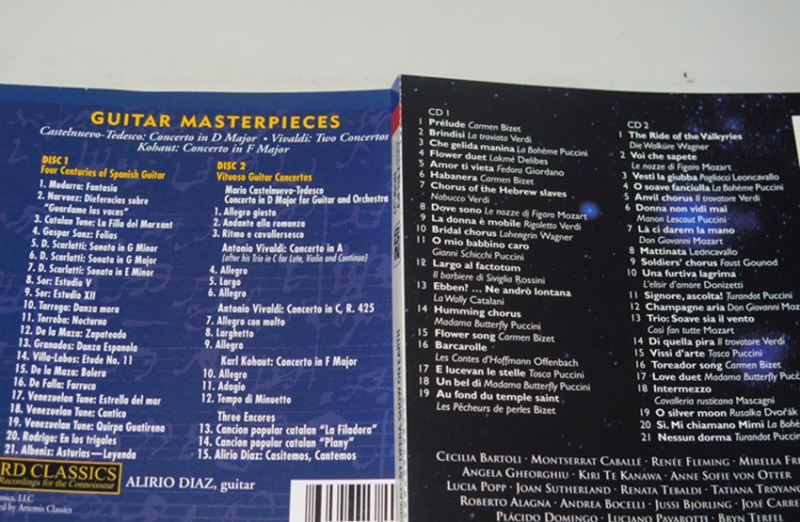 GUITAR MASTERPIECES
Castelnuevo-Tedesco: Concerto in D Major • Vivaldi: Two Concertos
Kohaut: Concerto in F Major
DISC 1
Four Centuries of Spanish Guitar
1. Mudarra: Fantasia
2. Narvaez: Dieferncias sobre
"Guardame las vacas"
3. Catalan Tune: La Filla del Marxant
4. Gaspar Sanz: Folias
5. D. Scarlatti: Sonata in G Minor
6. D. Scarlatti: Sonata in G Major
7. D. Scarlatti: Sonata in E Minor
8. Sor: Estudio V
9. Sor: Estudio XII
10. Tarrega: Danza mora
11. Torroba: Nocturno
12. De la Maza: Zapateado
13. Granados: Danza Espanola
14. Villa-Lobos: Etude No. 11
15. De la Maza: Bolero
16. De Falla: Farruca
17. Venezuelan Tune: Estrella del mar
18. Venezuelan Tune: Cantico
19. Venezuelan Tune: Quirpa Guatirena
20. Rodrigo: En los trigales
21. Albeniz: Asturias—Leyenda
DISC 2
Virtuoso Guitar Concertos
Mario Castelnuevo-Tedesco
Concerto in D Major for Guitar and Orchestra
1. Allegro giusto
2. Andante alla romanza
3. Ritmo e cavalleresco
Antonio Vivaldi: Concerto in A
(after his Trio in C for Lute, Violin and Continuo)
4. Allegro
5. Largo
6. Allegro
Antonio Vivaldi: Concerto in C, R. 425
7. Allegro con molto
8. Larghetto
9. Allegro
Karl Kohaut: Concerto in F Major
10. Allegro
11. Adagio
12. Tempo di Minuetto
Three Encores
13. Cancion popular catalan "La Filadora"
14. Cancion popular catalan "Plany"
15. Alirio Diaz: Casitemos, Cantemos
RD CLASSICS
Recordings for the Connoisseur
ALIRIO DIAZ, guitar
ssics, LLC
ed by Artemis Classics
GREATEST OPERA SHOW ON EARTH
CD 1
1 Prélude Carmen Bizet
2 Brindisi La traviata Verdi
3 Che gelida manina La Bohème Puccini
4 Flower duet Lakmé Delibes
5 Amor ti vieta Fedora Giordano
6 Habanera Carmen Bizet
7 Chorus of the Hebrew slaves
Nabucco Verdi
8 Dove sono Le nozze di Figaro Mozart
9 La donna è mobile Rigoletto Verdi
10 Bridal chorus Lohengrin Wagner
11 O mio babbino caro
Gianni Schicchi Puccini
12 Largo al factotum
Il barbiere di Siviglia Rossini
13 Ebben? ... Ne andrò lontana
La Wally Catalani
14 Humming chorus
Madama Butterfly Puccini
15 Flower song Carmen Bizet
16 Barcarolle
Les Contes d'Hoffmann Offenbach
17 E lucevan le stelle Tosca Puccini
18 Un bel dì Madama Butterfly Puccini
19 Au fond du temple saint
Les Pêcheurs de perles Bizet
CD 2
1 The Ride of the Valkyries
Die Walküre Wagner
2 Voi che sapete
Le nozze di Figaro Mozart
3 Vesti la giubba Pagliacci Leoncavallo
4 O soave fanciulla La Bohème Puccini
5 Anvil chorus Il trovatore Verdi
6 Donna non vidi mai
Manon Lescaut Puccini
7 Là ci darem la mano
Don Giovanni Mozart
8 Mattinata Leoncavallo
9 Soldiers' chorus Faust Gounod
10 Una furtiva lagrima
L'elisir d'amore Donizetti
11 Signore, ascolta! Turandot Puccini
12 Champagne aria Don Giovanni Moz
13 Trio: Soave sia il vento
Così fan tutte Mozart
14 Di quella pira Il trovatore Verdi
15 Vissi d'arte Tosca Puccini
16 Toreador song Carmen Bizet
17 Love duet Madama Butterfly Pucc
18 Intermezzo
Cavalleria rusticana Mascagni
19 O silver moon Rusalka Dvořák
20 Sì. Mi chiamano Mimì La Bohè
21 Nessun dorma Turandot Puccini
CECILIA BARTOLI · MONTSERRAT CABALLÉ · RENÉE FLEMING · MIRELLA FRE
ANGELA GHEORGHIU · KIRI TE KANAWA · ANNE SOFIE VON OTTER
LUCIA POPP · JOAN SUTHERLAND · RENATA TEBALDI · TATIANA TROYANO
ROBERTO ALAGNA · ANDREA BOCELLI · JUSSI BJÖRLING · JOSÉ CARRE
PLÁCIDO DOMINGO · LUCIANO PAVAROTTI · BRYN TERFEL